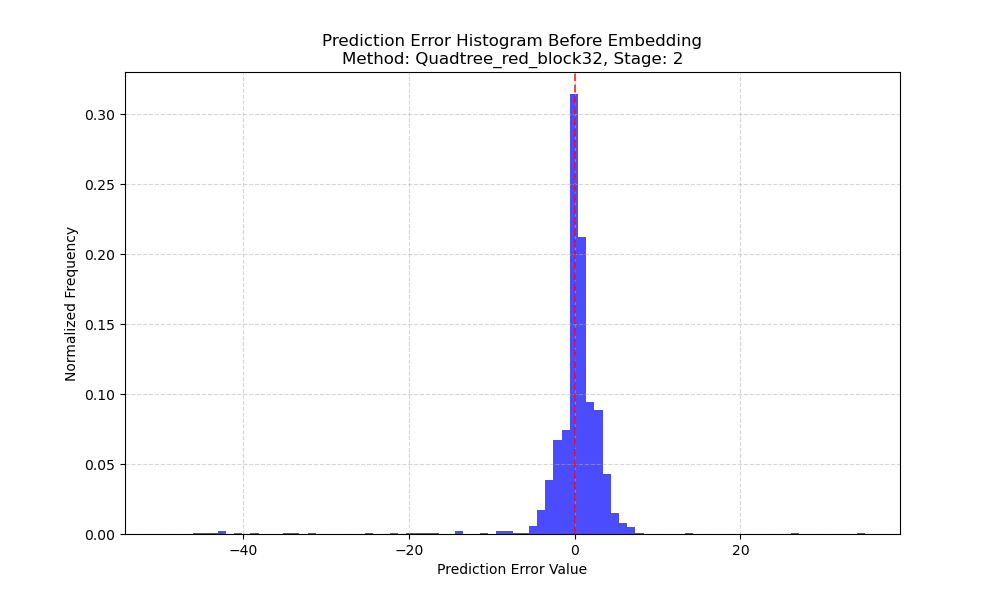 Prediction Error Histogram Before Embedding
Method: Quadtree_red_block32, Stage: 2
Normalized Frequency
0.30
0.25
0.20
0.15
0.10
0.05
0.00
−40
−20
0
20
Prediction Error Value